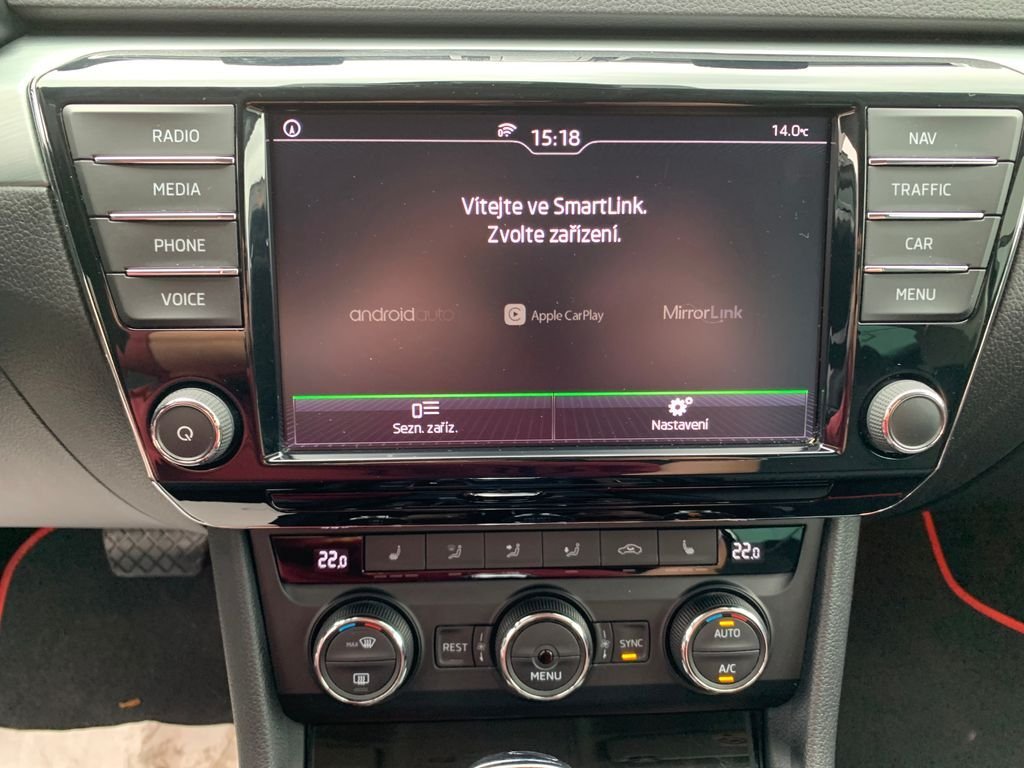 RADIO
MEDIA
PHONE
VOICE
15:18
14.0°C
Vítejte ve SmartLink.
Zvolte zařízení.
androidauto
Apple CarPlay
MirrorLink
Sezn. zaříz.
Nastavení
NAV
TRAFFIC
CAR
MENU
22,0
22,0
MAX
REST
MENU
SYNC
AUTO
A/C